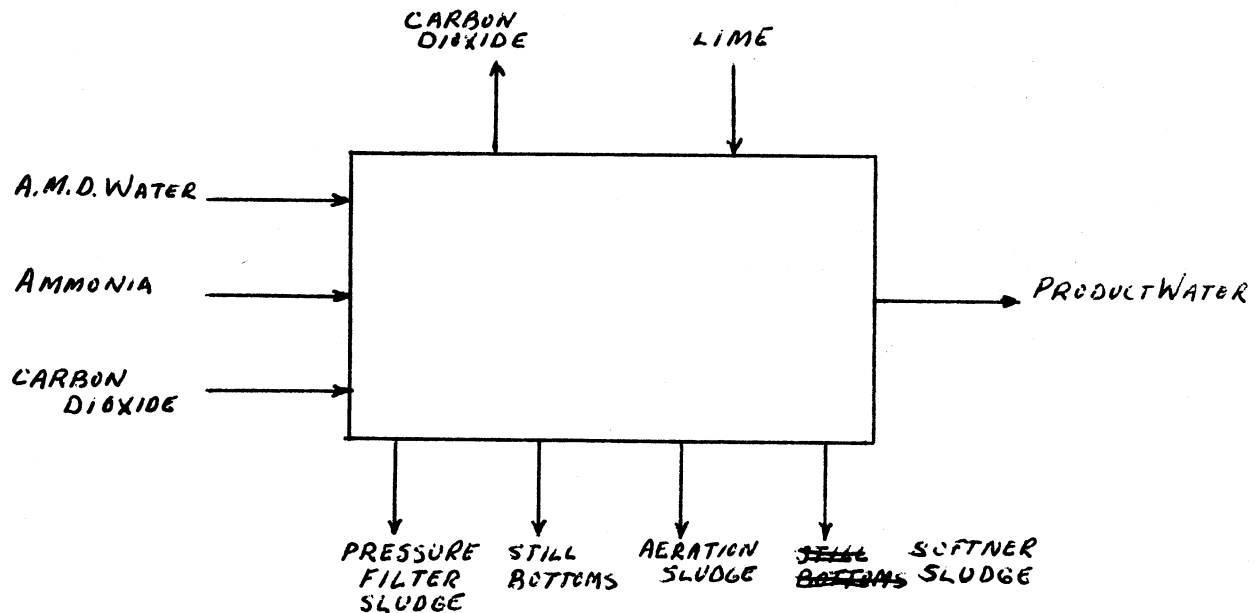 CARBON
DIOXIDE
LIME
A.M.D. WATER
AMMONIA
PRODUCT WATER
CARBON
DIOXIDE
PRESSURE
FILTER
SLUDGE
STILL
BOTTOMS
AERATION
SLUDGE
STILL
BOTTOMS
SOFTNER
SLUDGE